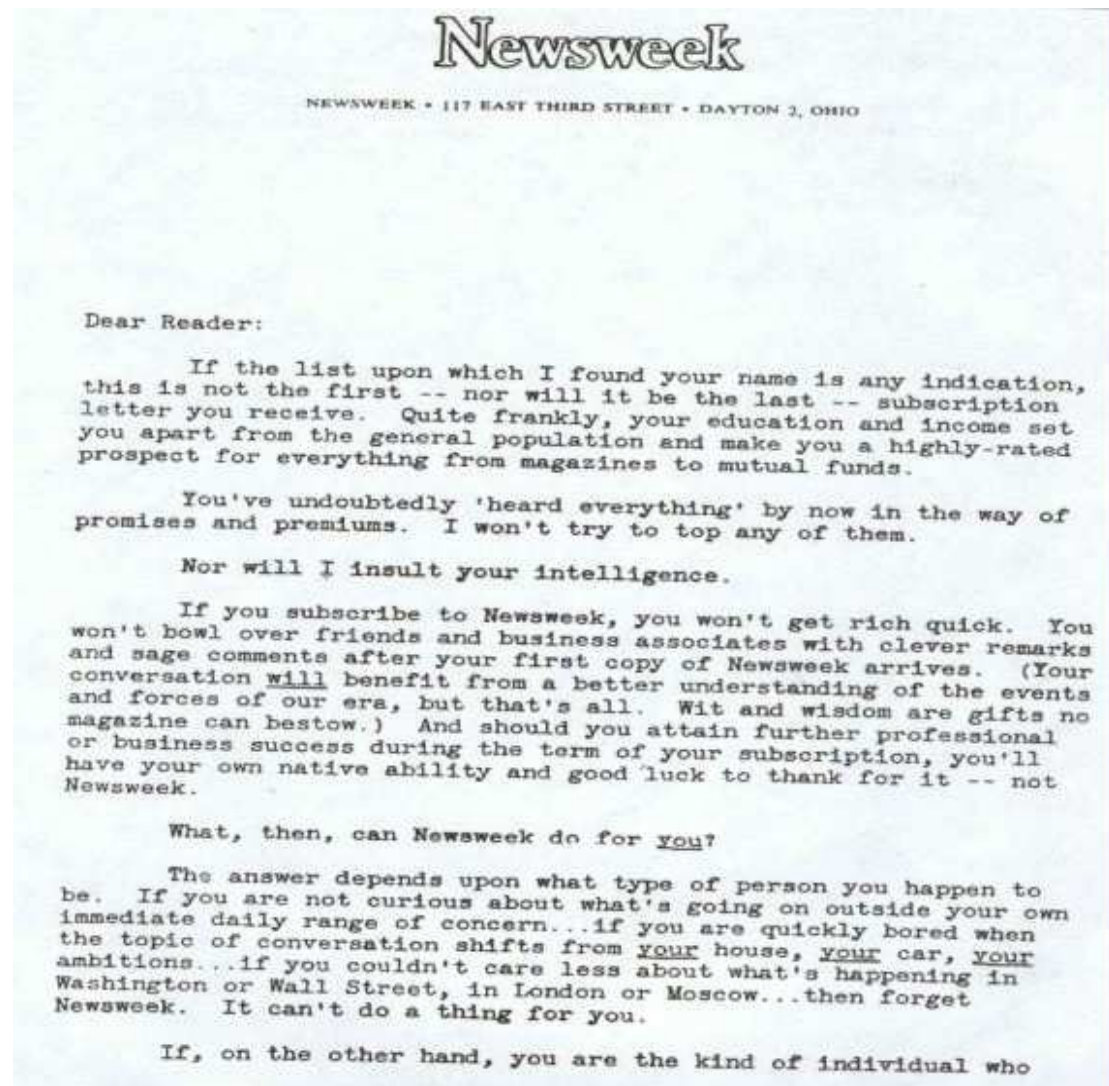 Newsweek
NEWSWEEK • 117 EAST THIRD STREET • DAYTON 2, OHIO
Dear Reader:
If the list upon which I found your name is any indication,
this is not the first -- nor will it be the last -- subscription
letter you receive. Quite frankly, your education and income set
you apart from the general population and make you a highly-rated
prospect for everything from magazines to mutual funds.
You've undoubtedly 'heard everything' by now in the way of
promises and premiums. I won't try to top any of them.
Nor will I insult your intelligence.
If you subscribe to Newsweek, you won't get rich quick. You
won't bowl over friends and business associates with clever remarks
and sage comments after your first copy of Newsweek arrives. (Your
conversation will benefit from a better understanding of the events
and forces of our era, but that's all. Wit and wisdom are gifts no
magazine can bestow.) And should you attain further professional
or business success during the term of your subscription, you'll
have your own native ability and good luck to thank for it -- not
Newsweek.
What, then, can Newsweek do for you?
The answer depends upon what type of person you happen to
be. If you are not curious about what's going on outside your own
immediate daily range of concern...if you are quickly bored when
the topic of conversation shifts from your house, your car, your
ambitions...if you couldn't care less about what's happening in
Washington or Wall Street, in London or Moscow...then forget
Newsweek. It can't do a thing for you.
If, on the other hand, you are the kind of individual who